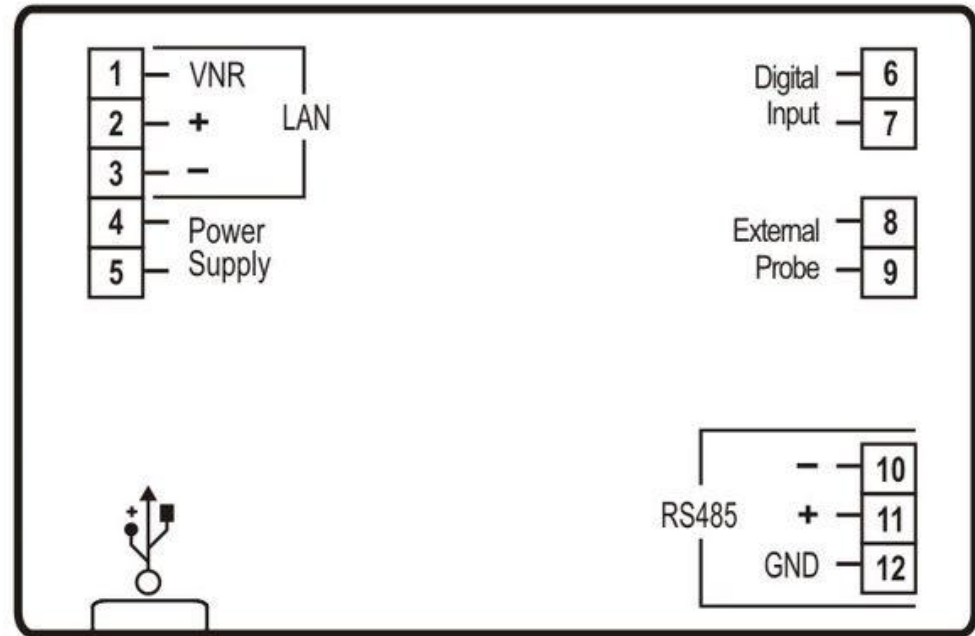 1 VNR
2 +
LAN
3 −
4 Power
5 Supply
Digital 6
Input 7
External 8
Probe 9
− 10
RS485 + 11
GND 12
+